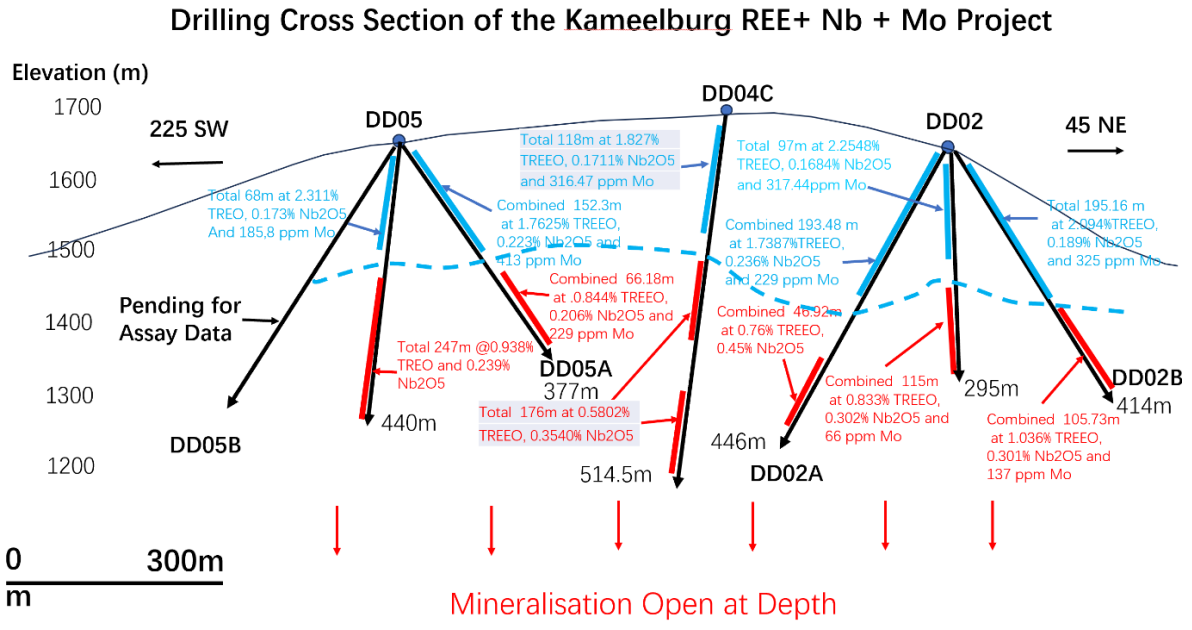 Drilling Cross Section of the Kameelburg REE+ Nb + Mo Project
Elevation (m)
1700
1600
1500
1400
1300
1200
225 SW
45 NE
DD05
DD04C
DD02
Total 68m at 2.311%
TREO, 0.173% Nb2O5
And 185,8 ppm Mo
Combined 152.3m
at 1.7625% TREEO,
0.223% Nb2O5 and
413 ppm Mo
Total 118m at 1.827%
TREEO, 0.1711% Nb2O5
and 316.47 ppm Mo
Total 97m at 2.2548%
TREEO, 0.1684% Nb2O5
and 317.44ppm Mo
Combined 193.48 m
at 1.7387%TREEO,
0.236% Nb2O5
and 229 ppm Mo
Total 195.16 m
at 2.094%TREEO,
0.189% Nb2O5
and 325 ppm Mo
Pending for
Assay Data
Combined 66.18m
at .0.844% TREEO,
0.206% Nb2O5 and
229 ppm Mo
Total 247m @0.938%
TREO and 0.239%
Nb2O5
Total 176m at 0.5802%
TREEO, 0.3540% Nb2O5
Combined 46.92m
at 0.76% TREEO,
0.45% Nb2O5
Combined 115m
at 0.833% TREEO,
0.302% Nb2O5 and
66 ppm Mo
Combined 105.73m
at 1.036% TREEO,
0.301% Nb2O5 and
137 ppm Mo
DD05B
440m
DD05A
377m
514.5m
446m
DD02A
295m
DD02B
414m
0
300m
m
Mineralisation Open at Depth